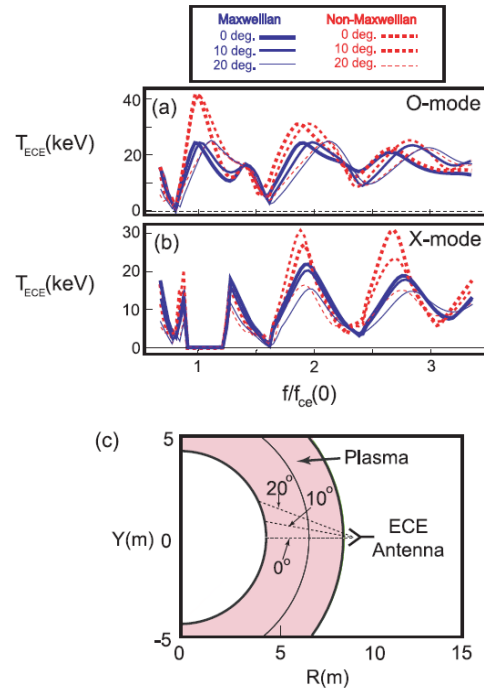 Maxwellian Non-Maxwellian
0 deg. 0 deg.
10 deg. 10 deg.
20 deg. 20 deg.
(a) O-mode
T_ECE(keV)
40
20
0
(b) X-mode
T_ECE(keV)
30
20
10
0
1 2 3
f/f_ce(0)
(c)
5
Plasma
20°
10°
ECE
Antenna
Y(m) 0
0°
-5
0 5 10 15
R(m)